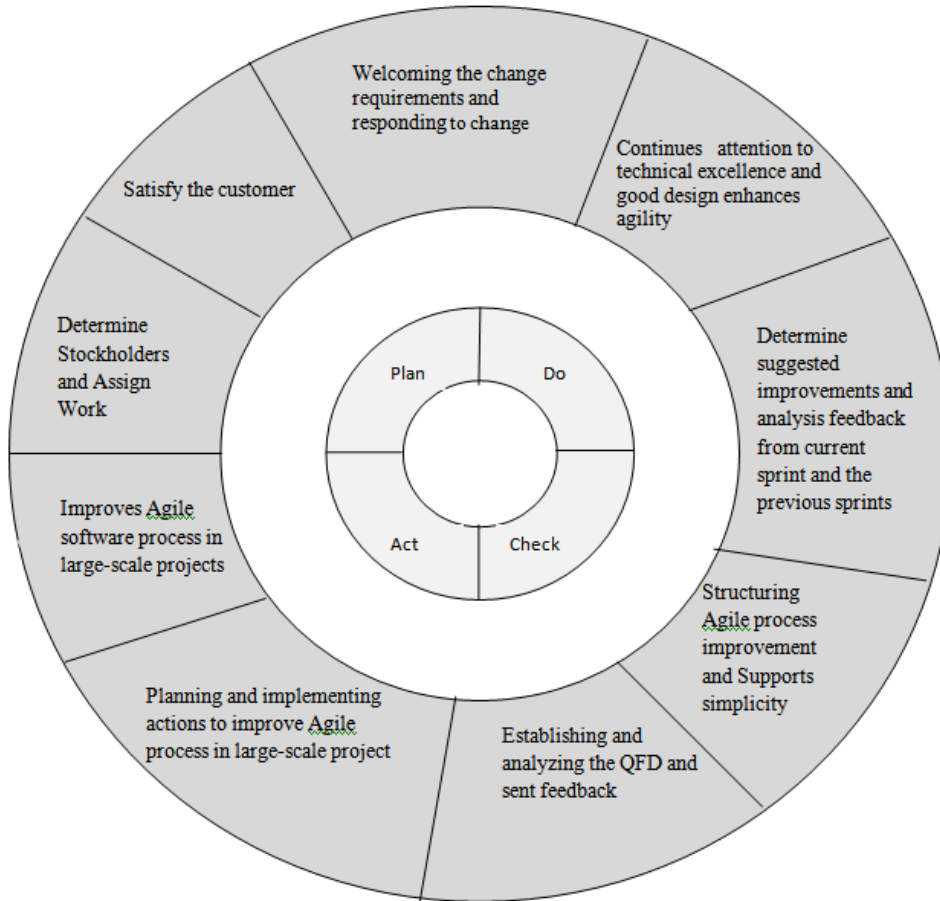 Welcoming the change
requirements and
responding to change
Continues attention to
technical excellence and
good design enhances
agility
Satisfy the customer
Determine
Stockholders
and Assign
Work
Determine
suggested
improvements and
analysis feedback
from current
sprint and the
previous sprints
Plan
Do
Act
Check
Improves Agile
software process in
large-scale projects
Structuring
Agile process
improvement
and Supports
simplicity
Planning and implementing
actions to improve Agile
process in large-scale project
Establishing and
analyzing the QFD and
sent feedback